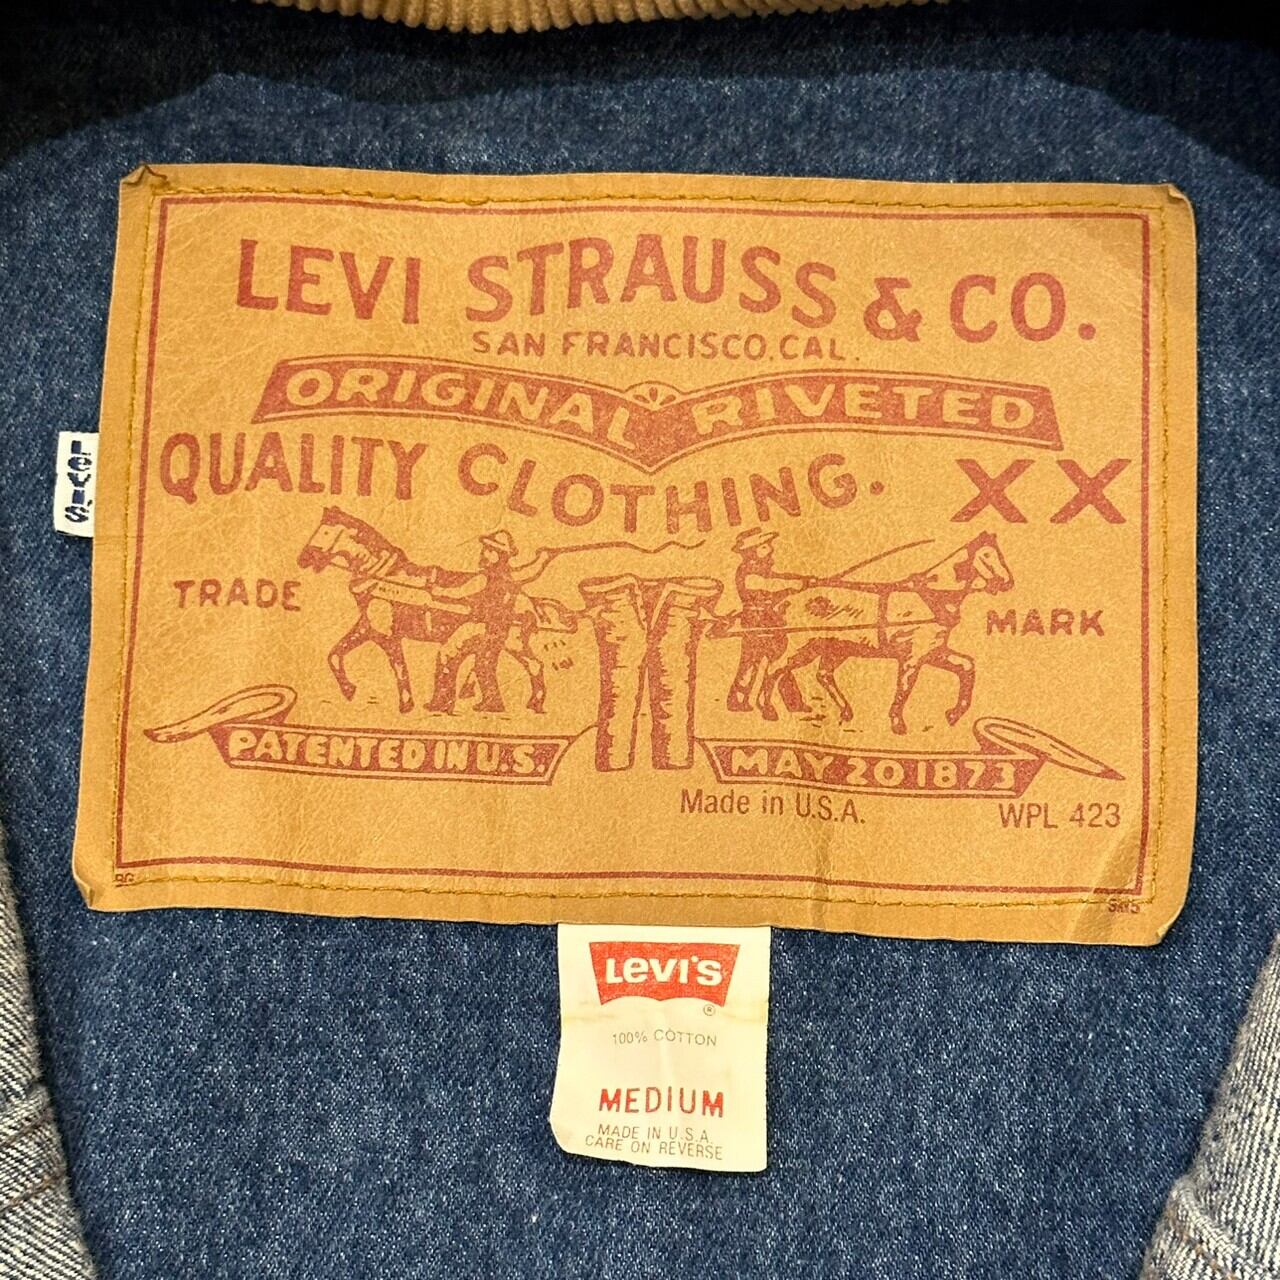 LEVI STRAUSS & CO.
SAN FRANCISCO, CAL.
ORIGINAL RIVETED
QUALITY CLOTHING. XX
LEVI'S
TRADE MARK
PATENTED IN U.S. MAY 20 1873
Made in U.S.A. WPL 423
LEVI'S
®
100% COTTON
MEDIUM
MADE IN U.S.A.
CARE ON REVERSE